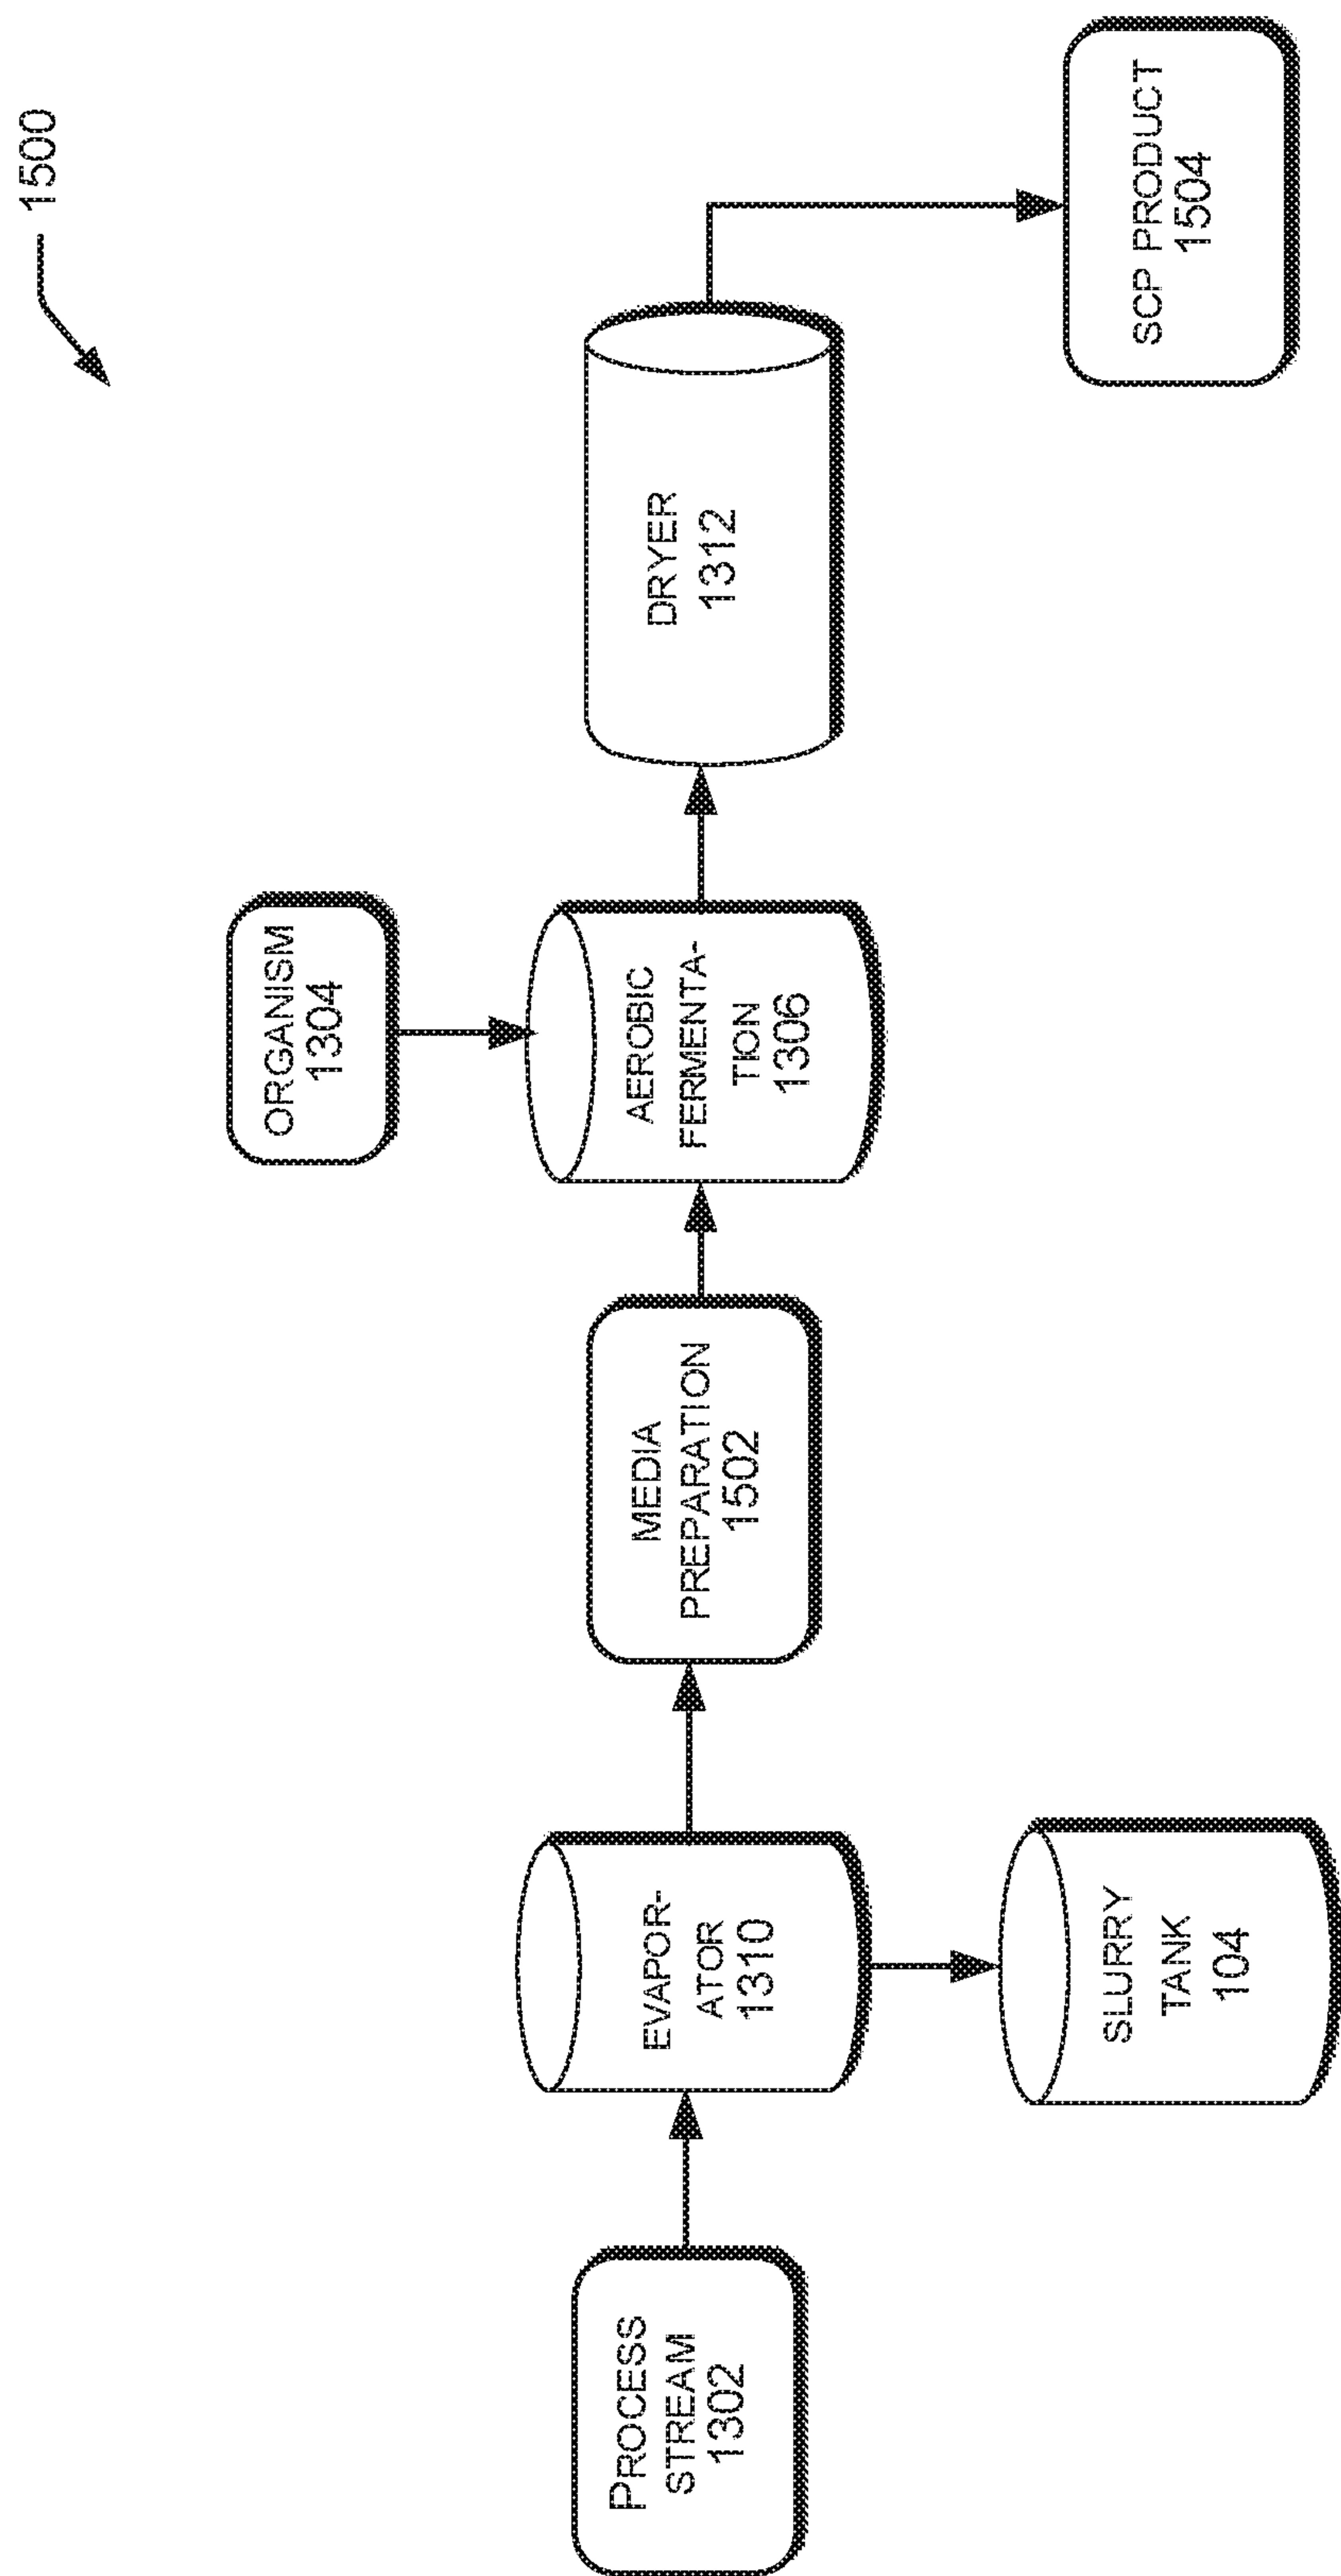 1500
ORGANISM
1304
PROCESS
STREAM
1302
EVAPOR-
ATOR
1310
MEDIA
PREPARATION
1502
AEROBIC
FERMENTA-
TION
1306
DRYER
1312
SLURRY
TANK
104
SCP PRODUCT
1504